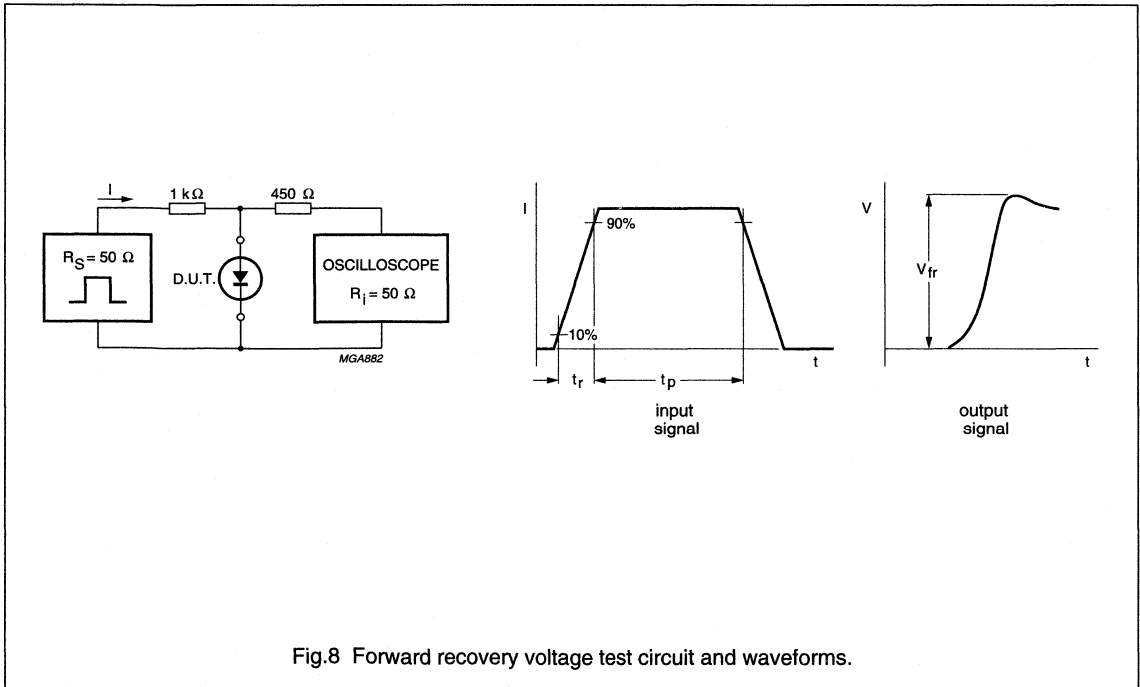 I
1 kΩ
450 Ω
R_S = 50 Ω
D.U.T.
OSCILLOSCOPE
R_i = 50 Ω
MGA882
I
90%
10%
t
t_r
t_p
input
signal
V
V_fr
t
output
signal
Fig.8 Forward recovery voltage test circuit and waveforms.